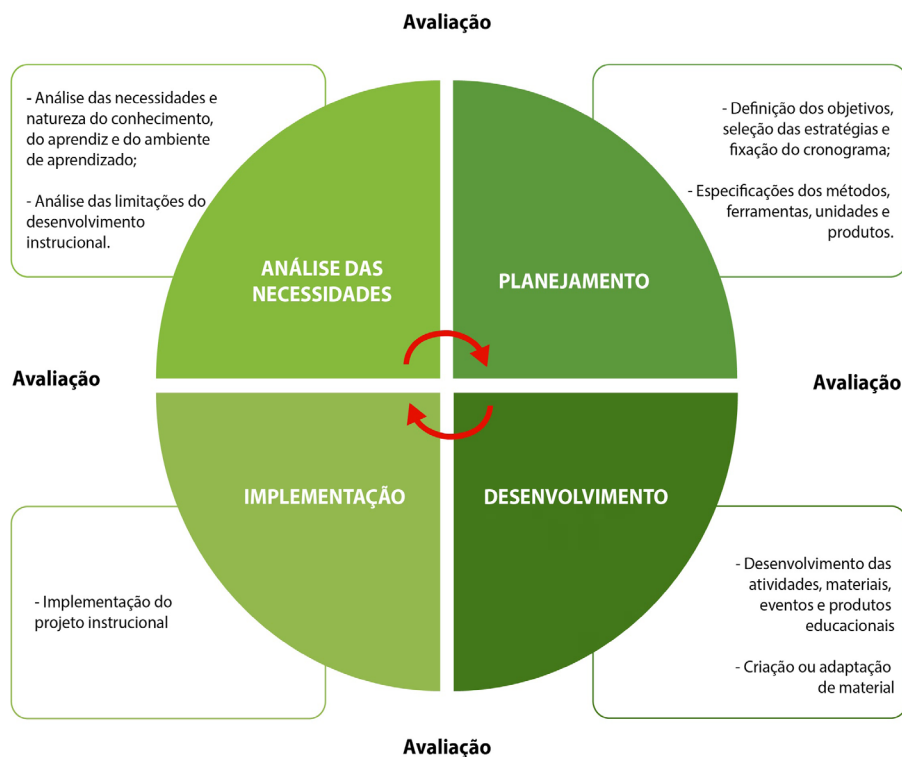 Avaliação
- Análise das necessidades e
natureza do conhecimento,
do aprendiz e do ambiente
de aprendizado;
- Análise das limitações do
desenvolvimento
instrucional.
- Definição dos objetivos,
seleção das estratégias e
fixação do cronograma;
- Especificações dos métodos,
ferramentas, unidades e
produtos.
ANÁLISE DAS
NECESSIDADES
PLANEJAMENTO
Avaliação
Avaliação
IMPLEMENTAÇÃO
DESENVOLVIMENTO
- Implementação do
projeto instrucional
- Desenvolvimento das
atividades, materiais,
eventos e produtos
educacionais
- Criação ou adaptação
de material
Avaliação